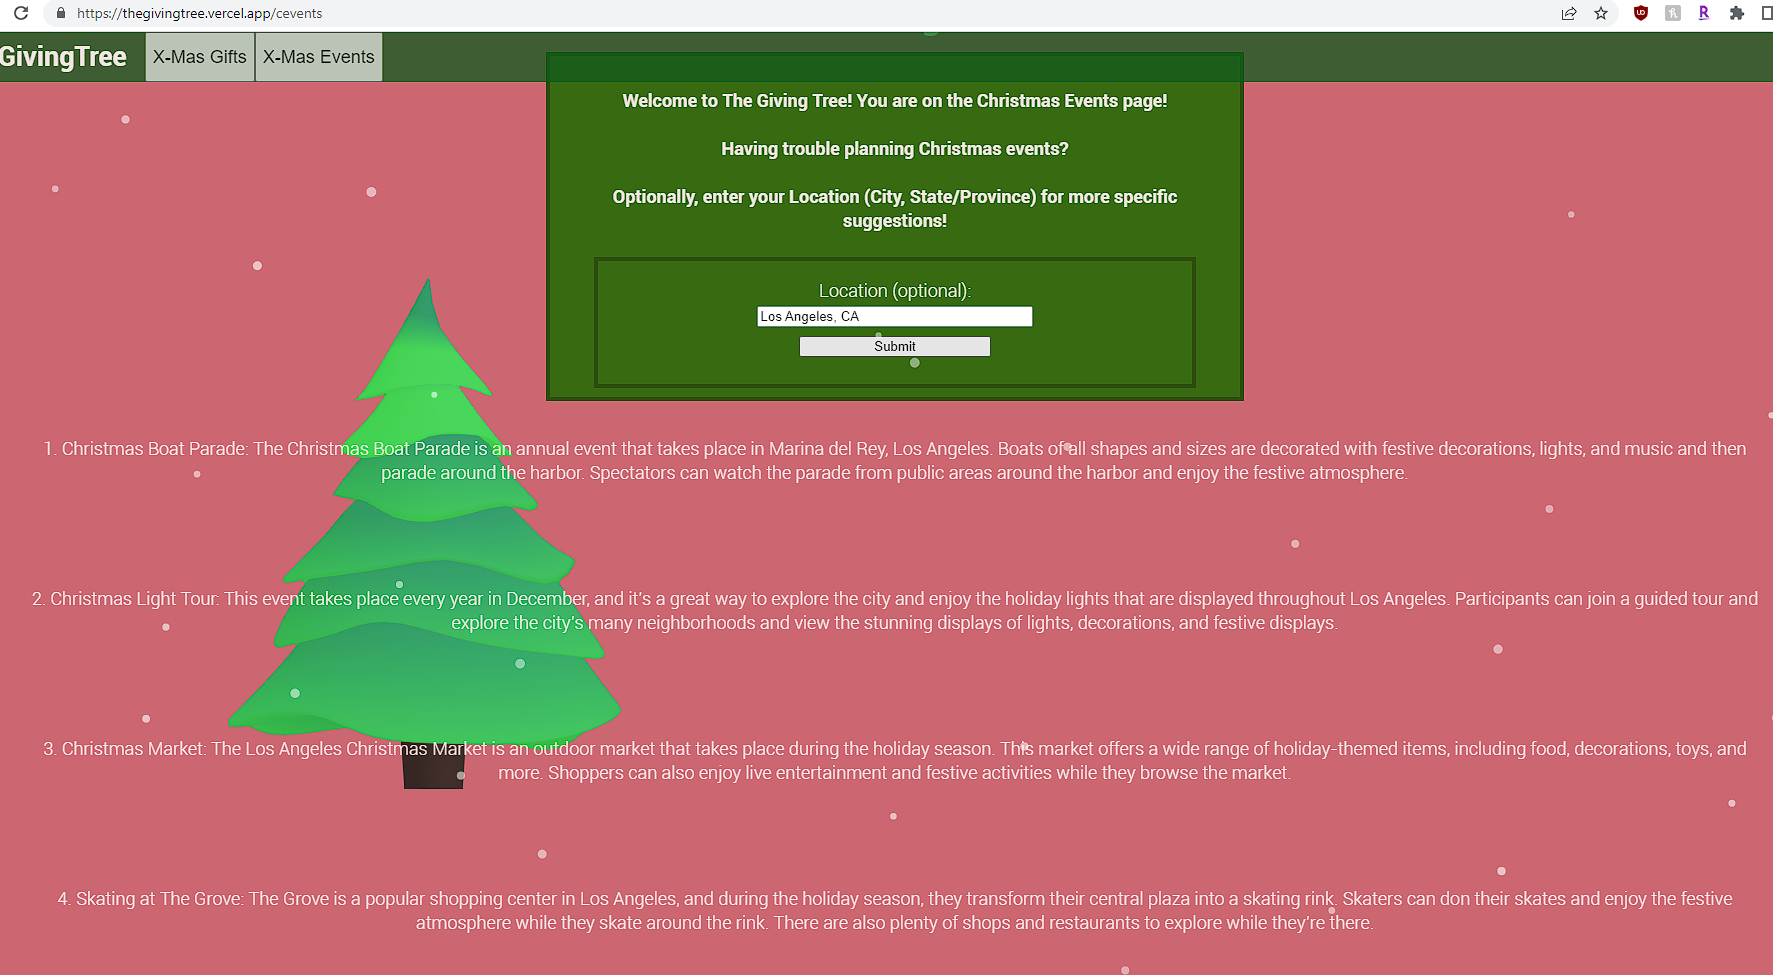 https://thegivingtree.vercel.app/cevents
GivingTree
X-Mas Gifts
X-Mas Events
Welcome to The Giving Tree! You are on the Christmas Events page!
Having trouble planning Christmas events?
Optionally, enter your Location (City, State/Province) for more specific
suggestions!
Location (optional):
Los Angeles, CA
Submit
1. Christmas Boat Parade: The Christmas Boat Parade is an annual event that takes place in Marina del Rey, Los Angeles. Boats of all shapes and sizes are decorated with festive decorations, lights, and music and then
parade around the harbor. Spectators can watch the parade from public areas around the harbor and enjoy the festive atmosphere.
2. Christmas Light Tour: This event takes place every year in December, and it's a great way to explore the city and enjoy the holiday lights that are displayed throughout Los Angeles. Participants can join a guided tour and
explore the city's many neighborhoods and view the stunning displays of lights, decorations, and festive displays.
3. Christmas Market: The Los Angeles Christmas Market is an outdoor market that takes place during the holiday season. This market offers a wide range of holiday-themed items, including food, decorations, toys, and
more. Shoppers can also enjoy live entertainment and festive activities while they browse the market.
4. Skating at The Grove: The Grove is a popular shopping center in Los Angeles, and during the holiday season, they transform their central plaza into a skating rink. Skaters can don their skates and enjoy the festive
atmosphere while they skate around the rink. There are also plenty of shops and restaurants to explore while they're there.